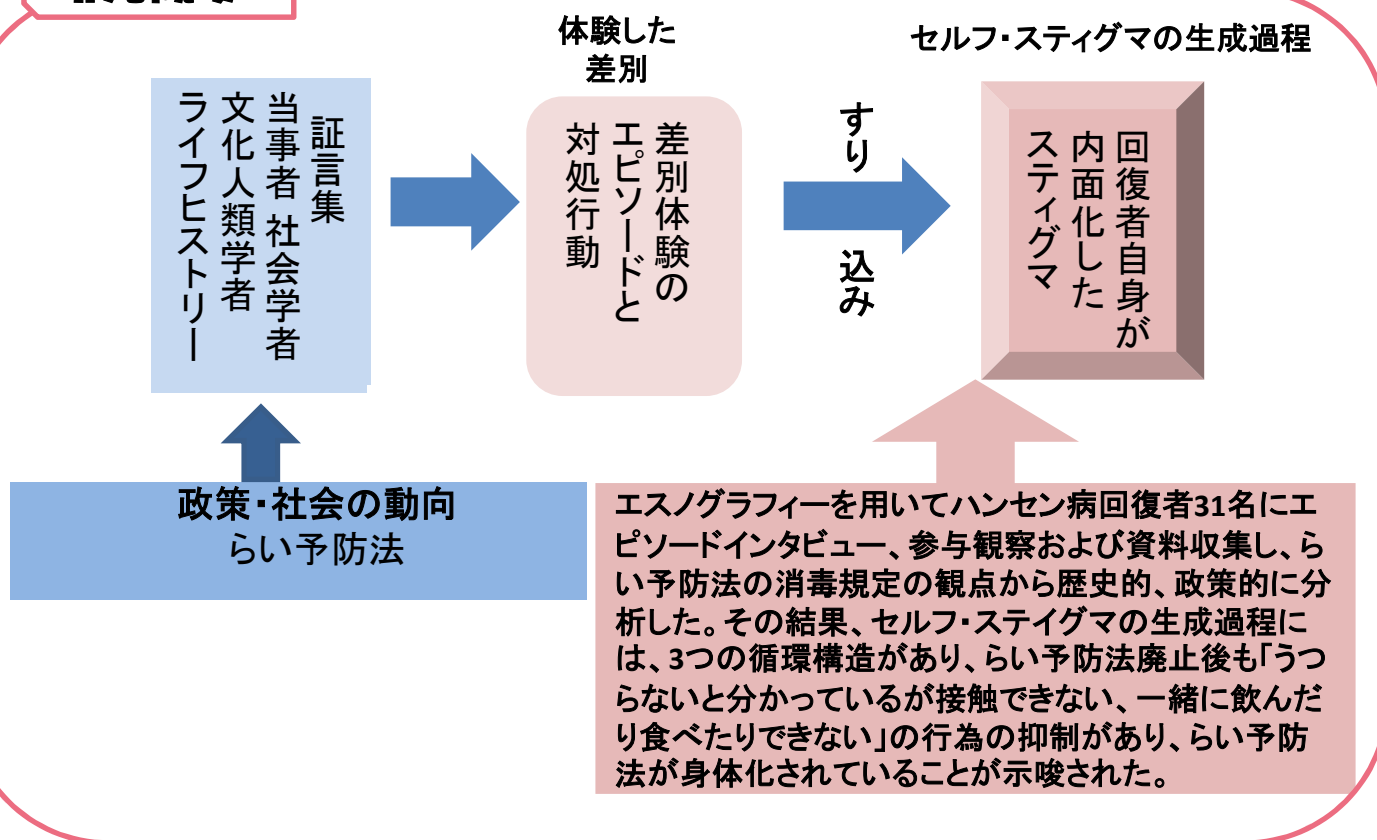 体験した
差別
セルフ・スティグマの生成過程
証言集
当事者 社会学者
文化人類学者
ライフヒストリー
差別体験の
エピソードと
対処行動
すり
込み
回復者自身が
内面化した
スティグマ
政策・社会の動向
らい予防法
エスノグラフィーを用いてハンセン病回復者31名にエ
ピソードインタビュー、参与観察および資料収集し、ら
い予防法の消毒規定の観点から歴史的、政策的に分
析した。その結果、セルフ・ステイグマの生成過程に
は、3つの循環構造があり、らい予防法廃止後も「うつ
らないと分かっているが接触できない、一緒に飲んだ
り食べたりできない」の行為の抑制があり、らい予防
法が身体化されていることが示唆された。